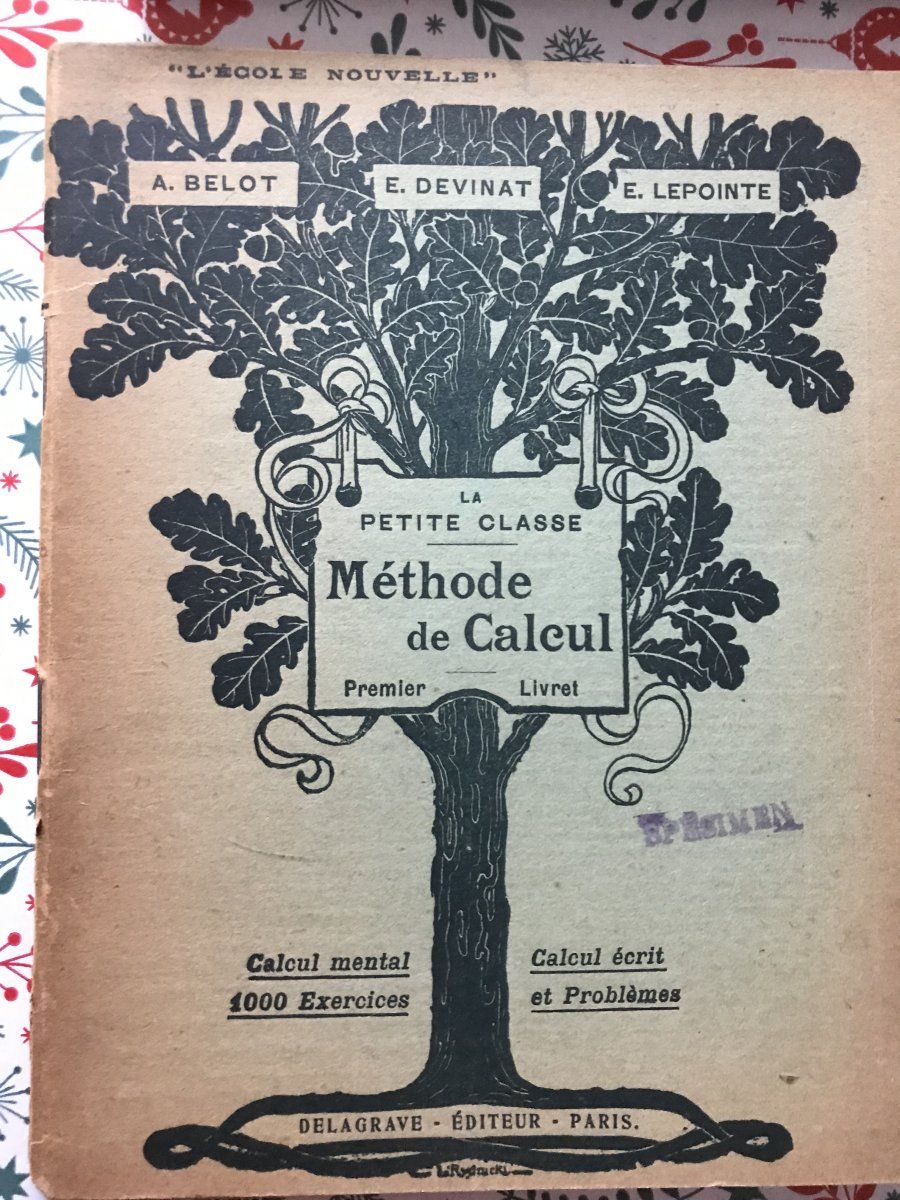 "L'ÉCOLE NOUVELLE"
A. BELOT
E. DEVINAT
E. LEPOINTE
LA
PETITE CLASSE
Méthode
de Calcul
Premier Livret
SPÉCIMEN
Calcul mental
1000 Exercices
Calcul écrit
et Problèmes
DELAGRAVE - ÉDITEUR - PARIS.